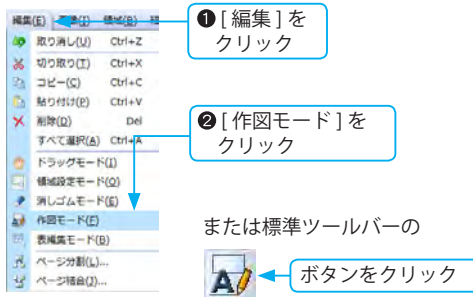 編集(E)
❶[編集]を
クリック
取り消し(U) Ctrl+Z
切り取り(T) Ctrl+X
コピー(C) Ctrl+C
貼り付け(P) Ctrl+V
削除(D) Del
すべて選択(A) Ctrl+A
❷[作図モード]を
クリック
ドラッグモード(I)
領域設定モード(O)
消しゴムモード(E)
作図モード(F)
表編集モード(B)
ページ分割(L)...
ページ結合(J)...
または標準ツールバーの
ボタンをクリック